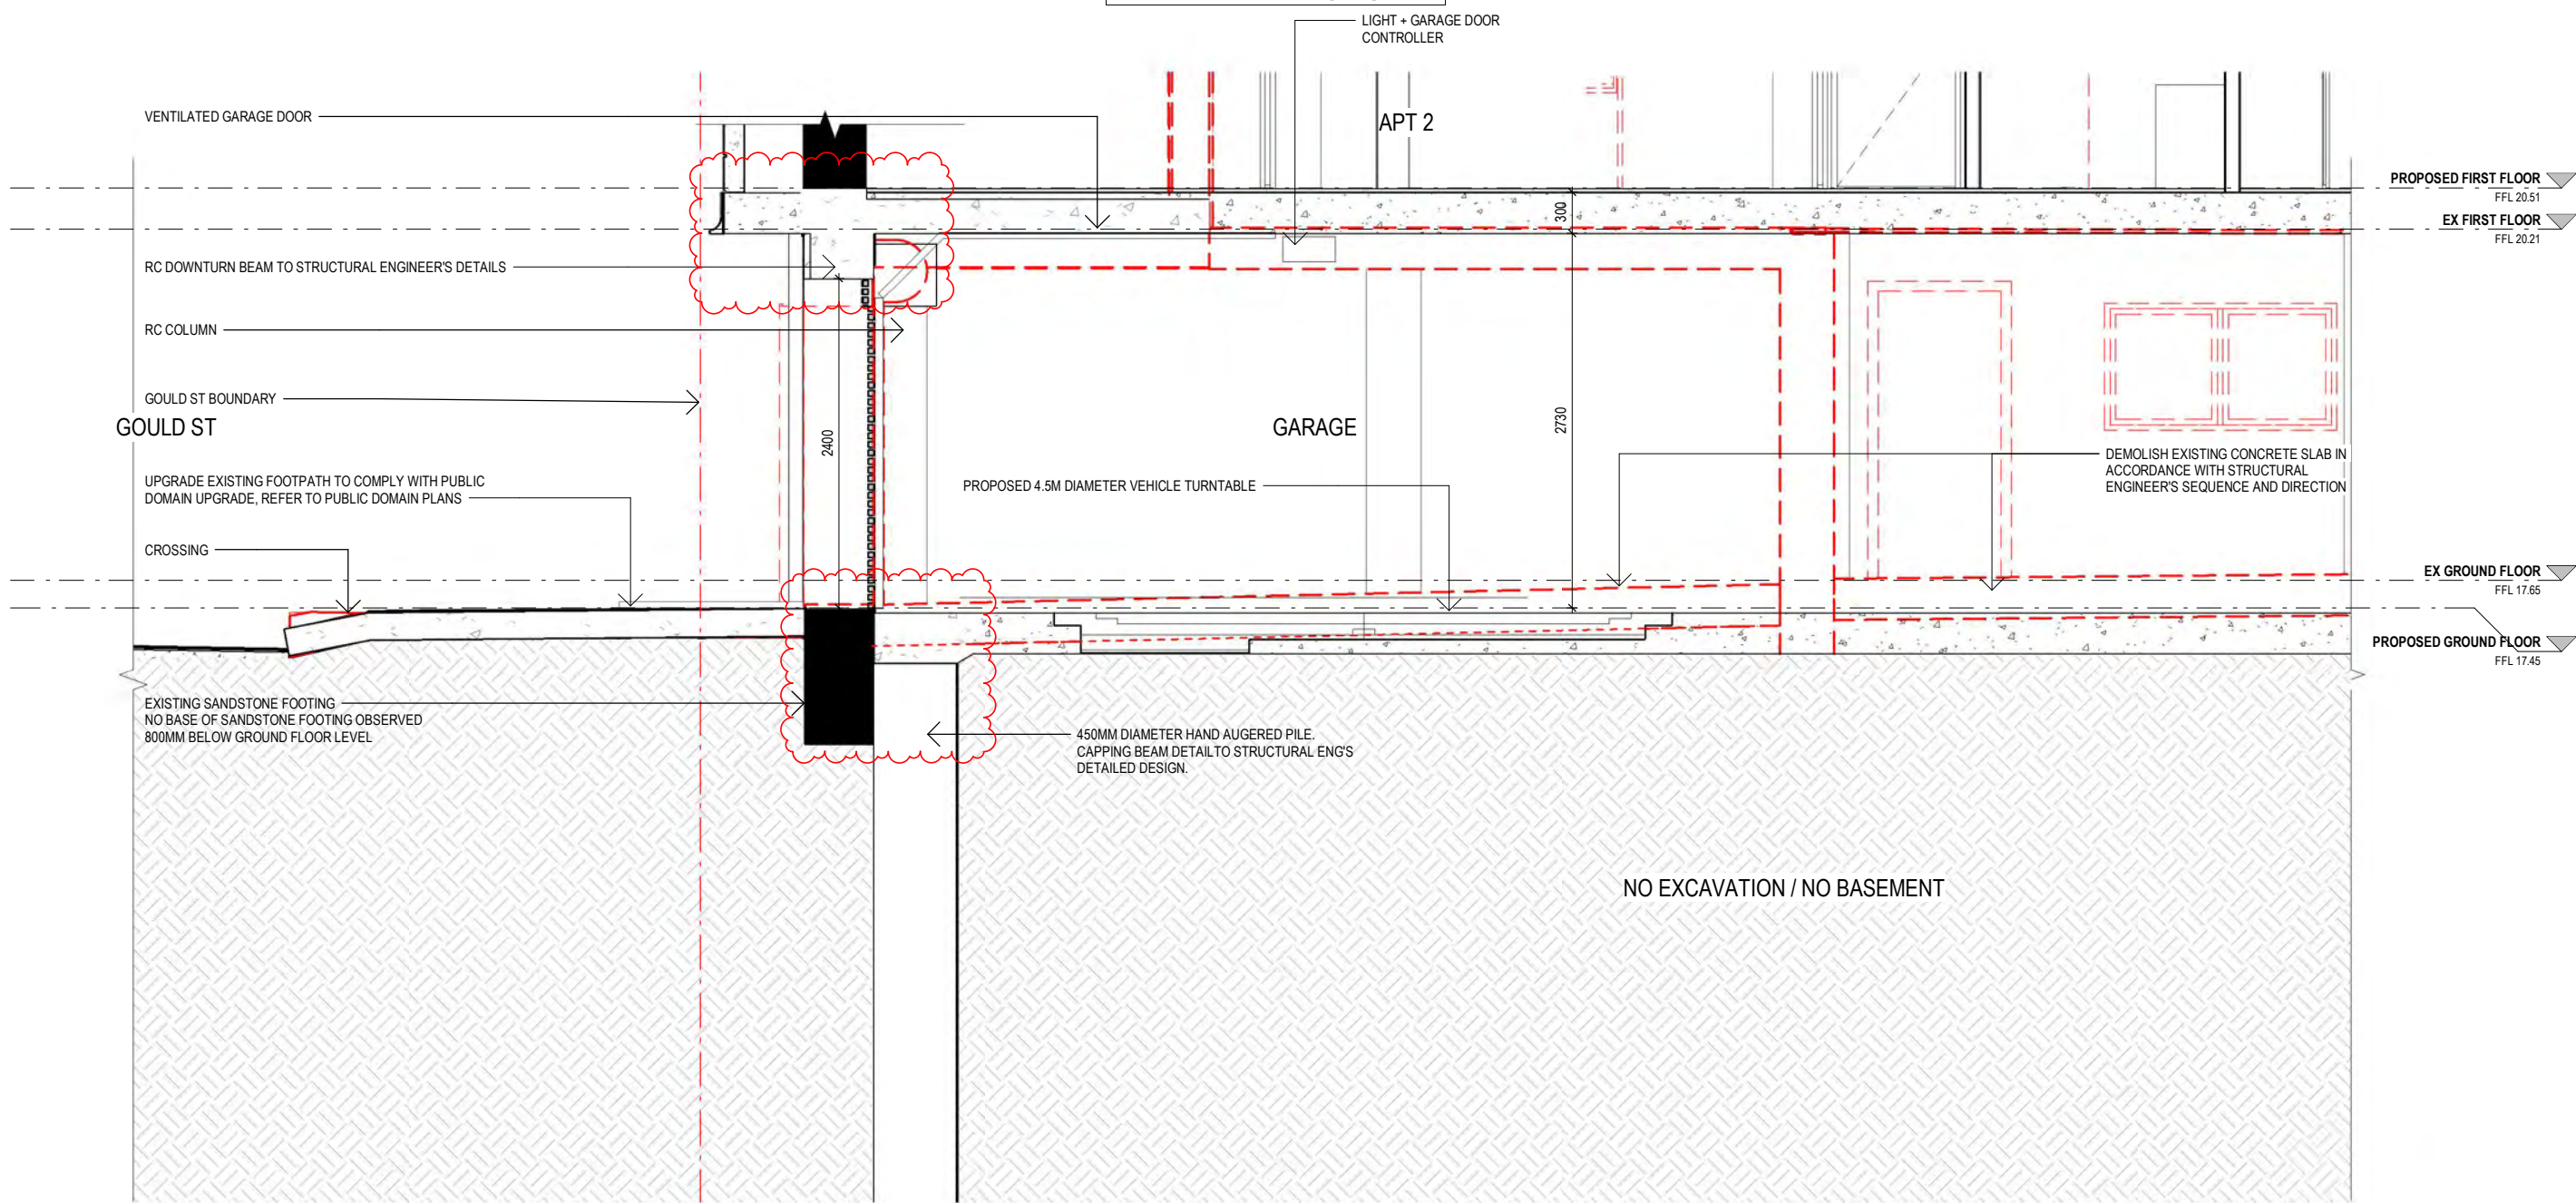 LIGHT + GARAGE DOOR
CONTROLLER
VENTILATED GARAGE DOOR
APT 2
PROPOSED FIRST FLOOR
FFL 20.51
300
EX FIRST FLOOR
FFL 20.21
RC DOWNTURN BEAM TO STRUCTURAL ENGINEER'S DETAILS
RC COLUMN
GOULD ST BOUNDARY
GOULD ST
2400
GARAGE
2730
UPGRADE EXISTING FOOTPATH TO COMPLY WITH PUBLIC
DOMAIN UPGRADE, REFER TO PUBLIC DOMAIN PLANS
PROPOSED 4.5M DIAMETER VEHICLE TURNTABLE
DEMOLISH EXISTING CONCRETE SLAB IN
ACCORDANCE WITH STRUCTURAL
ENGINEER'S SEQUENCE AND DIRECTION
CROSSING
EX GROUND FLOOR
FFL 17.65
PROPOSED GROUND FLOOR
FFL 17.45
EXISTING SANDSTONE FOOTING
NO BASE OF SANDSTONE FOOTING OBSERVED
800MM BELOW GROUND FLOOR LEVEL
450MM DIAMETER HAND AUGERED PILE.
CAPPING BEAM DETAILTO STRUCTURAL ENG'S
DETAILED DESIGN.
NO EXCAVATION / NO BASEMENT